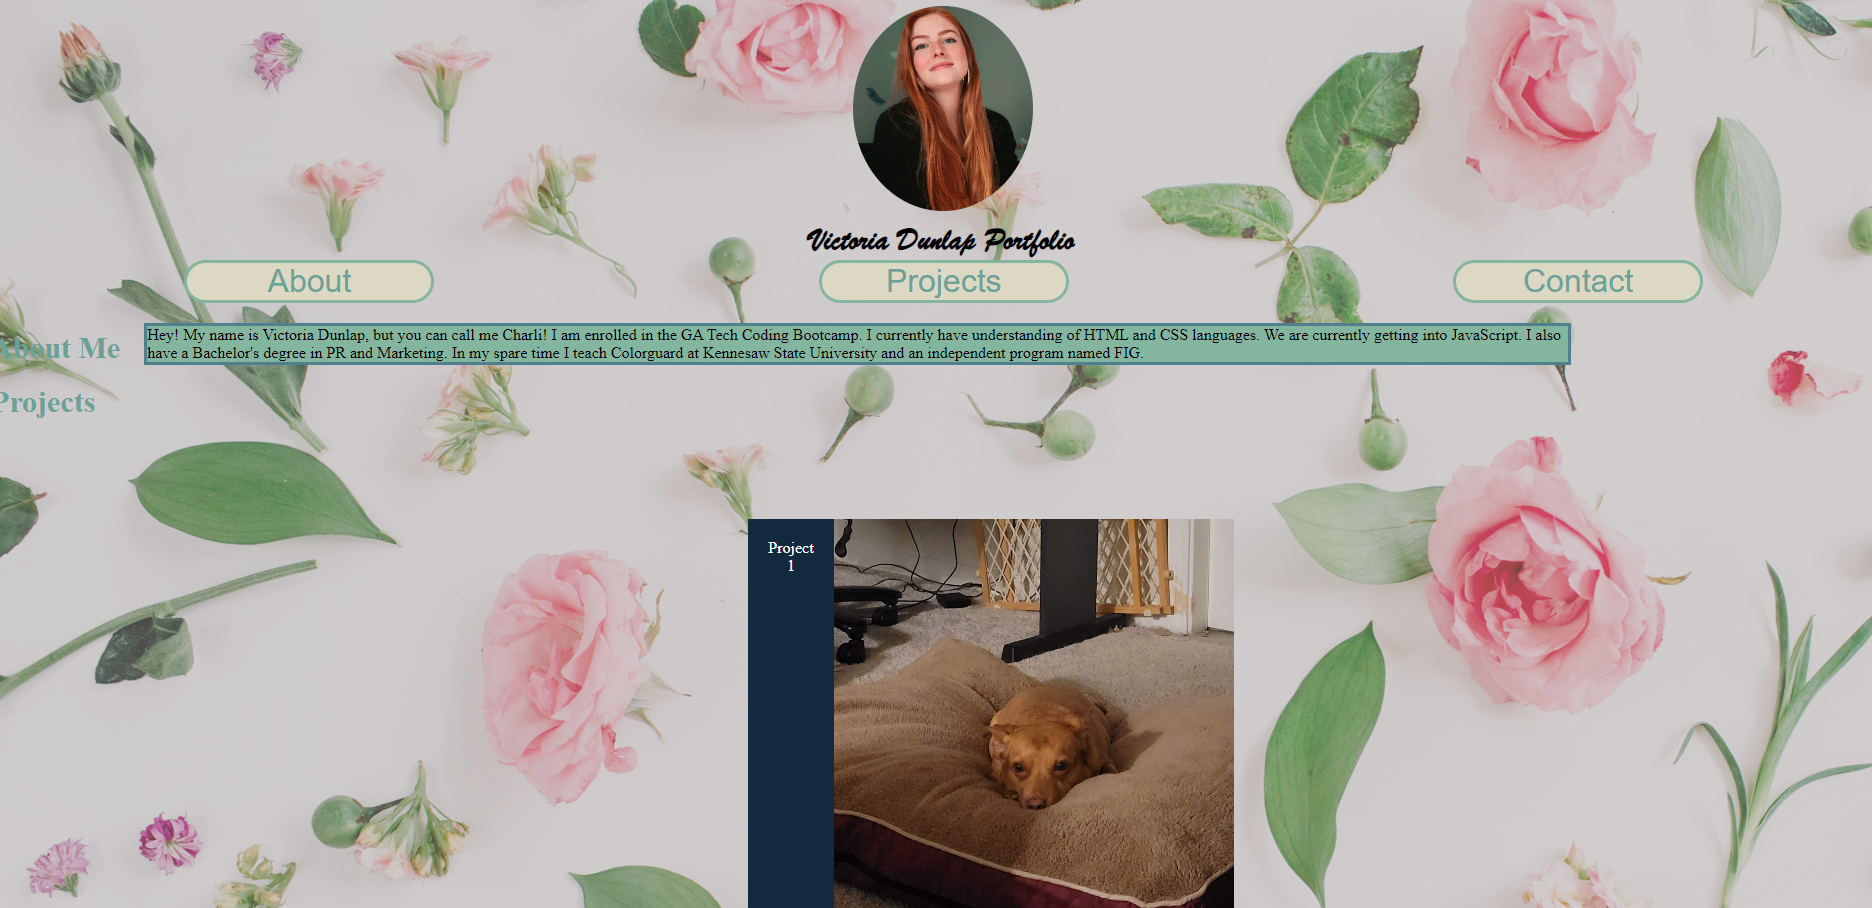 Victoria Dunlap Portfolio
About
Projects
Contact
About Me
Hey! My name is Victoria Dunlap, but you can call me Charli! I am enrolled in the GA Tech Coding Bootcamp. I currently have understanding of HTML and CSS languages. We are currently getting into JavaScript. I also
have a Bachelor's degree in PR and Marketing. In my spare time I teach Colorguard at Kennesaw State University and an independent program named FIG.
Projects
Project
1